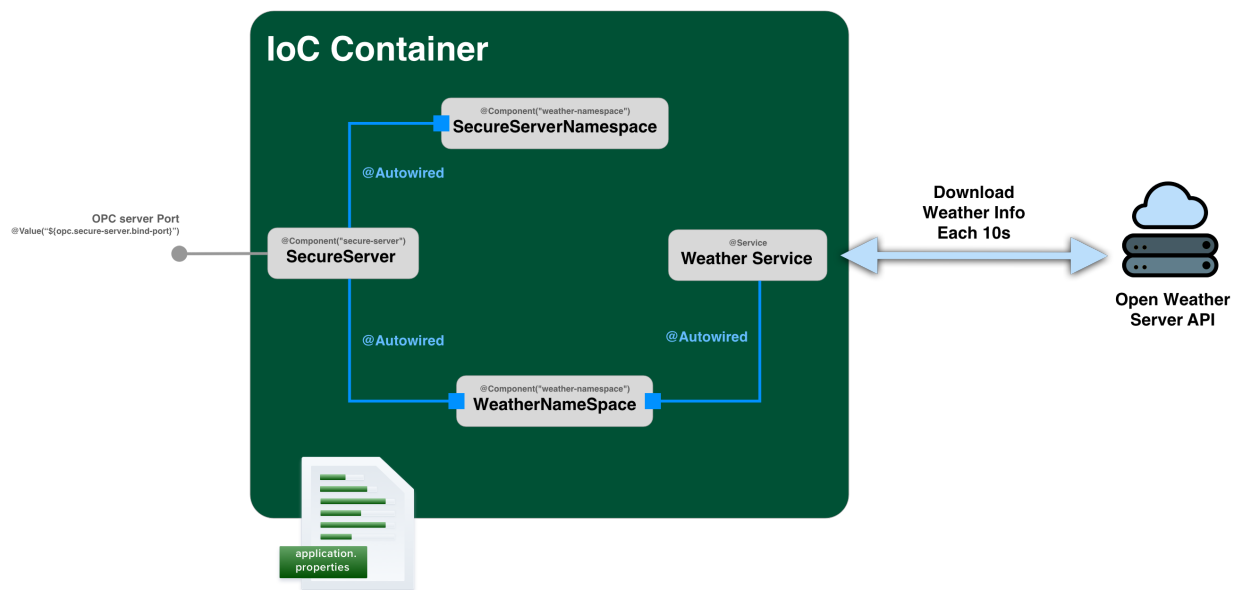 IoC Container
@Component("weather-namespace")
SecureServerNamespace
@Autowired
OPC server Port
@Value(“${opc.secure-server.bind-port}”)
@Component("secure-server")
SecureServer
@Service
Weather Service
Download
Weather Info
Each 10s
Open Weather
Server API
@Autowired
@Autowired
@Component("weather-namespace")
WeatherNameSpace
application.
properties